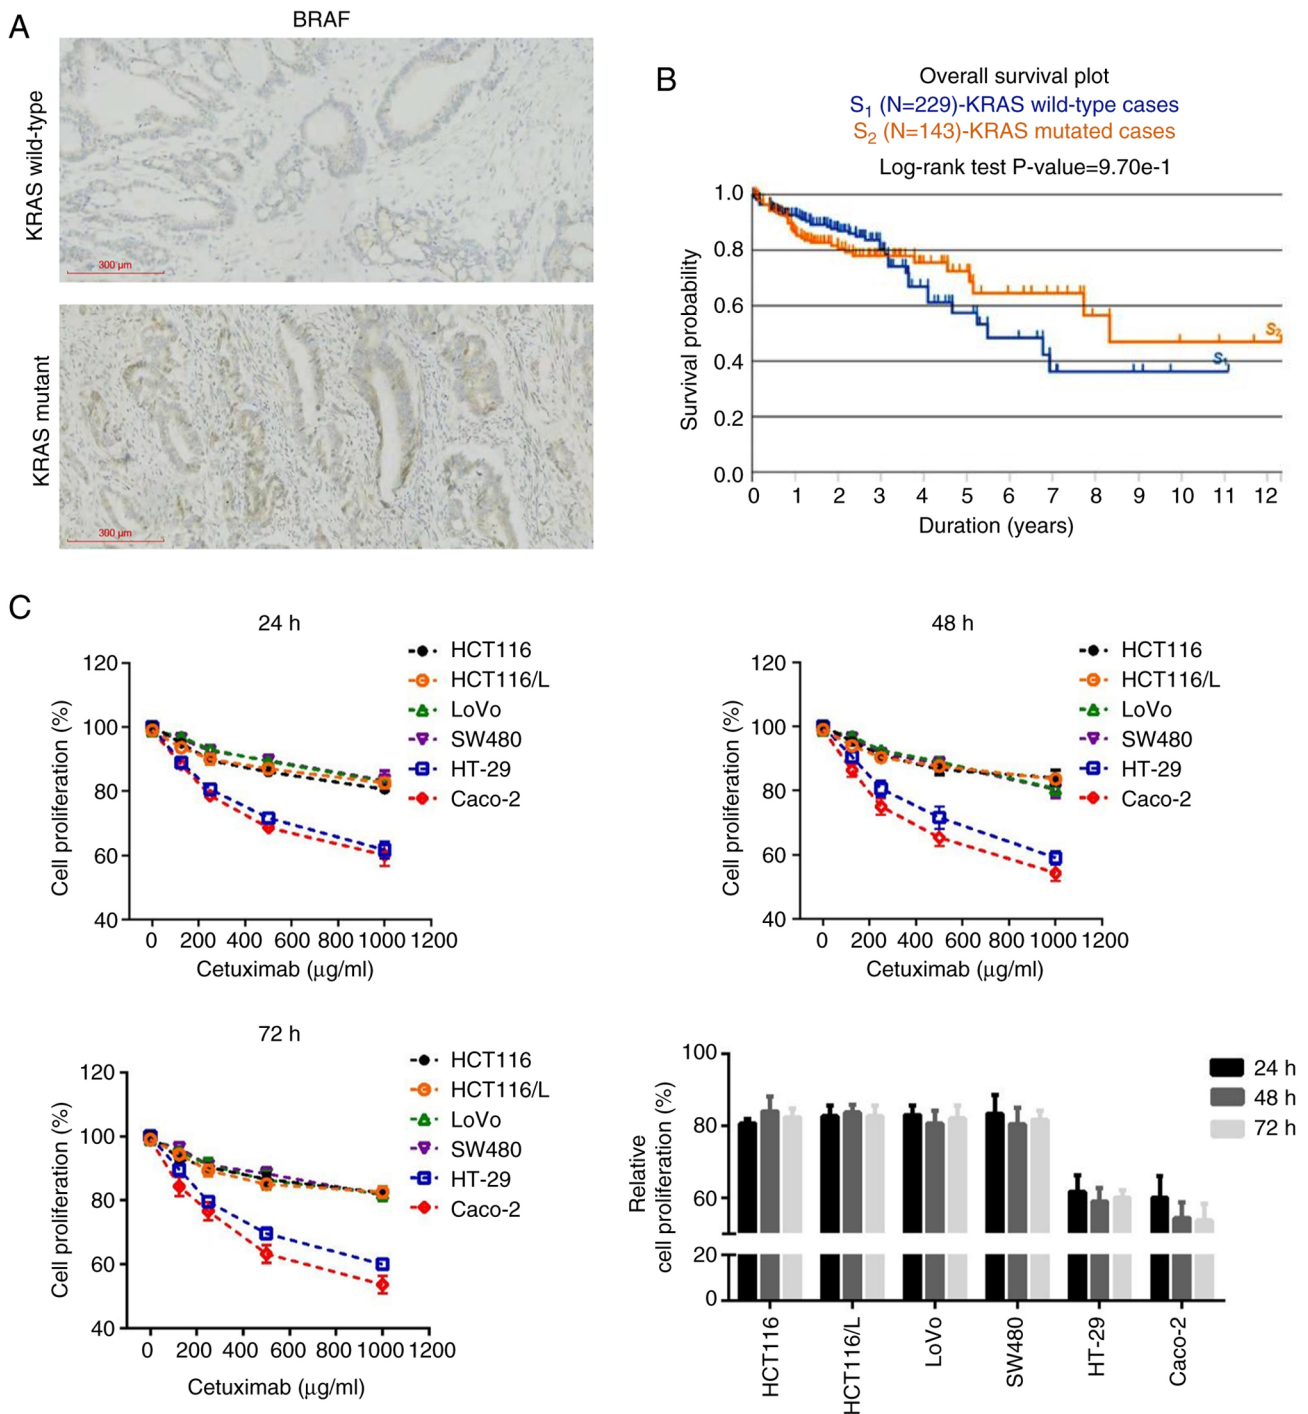 A
BRAF
KRAS wild-type
300 µm
KRAS mutant
300 µm
B
Overall survival plot
S1 (N=229)-KRAS wild-type cases
S2 (N=143)-KRAS mutated cases
Log-rank test P-value=9.70e-1
Survival probability
1.0
0.8
0.6
0.4
0.2
0.0
S2
S1
0 1 2 3 4 5 6 7 8 9 10 11 12
Duration (years)
C
24 h
Cell proliferation (%)
120
100
80
60
40
0 200 400 600 800 1000 1200
Cetuximab (µg/ml)
HCT116
HCT116/L
LoVo
SW480
HT-29
Caco-2
48 h
Cell proliferation (%)
120
100
80
60
40
0 200 400 600 800 1000 1200
Cetuximab (µg/ml)
HCT116
HCT116/L
LoVo
SW480
HT-29
Caco-2
72 h
Cell proliferation (%)
120
100
80
60
40
0 200 400 600 800 1000 1200
Cetuximab (µg/ml)
HCT116
HCT116/L
LoVo
SW480
HT-29
Caco-2
Relative
cell proliferation (%)
100
80
60
20
0
24 h
48 h
72 h
HCT116
HCT116/L
LoVo
SW480
HT-29
Caco-2